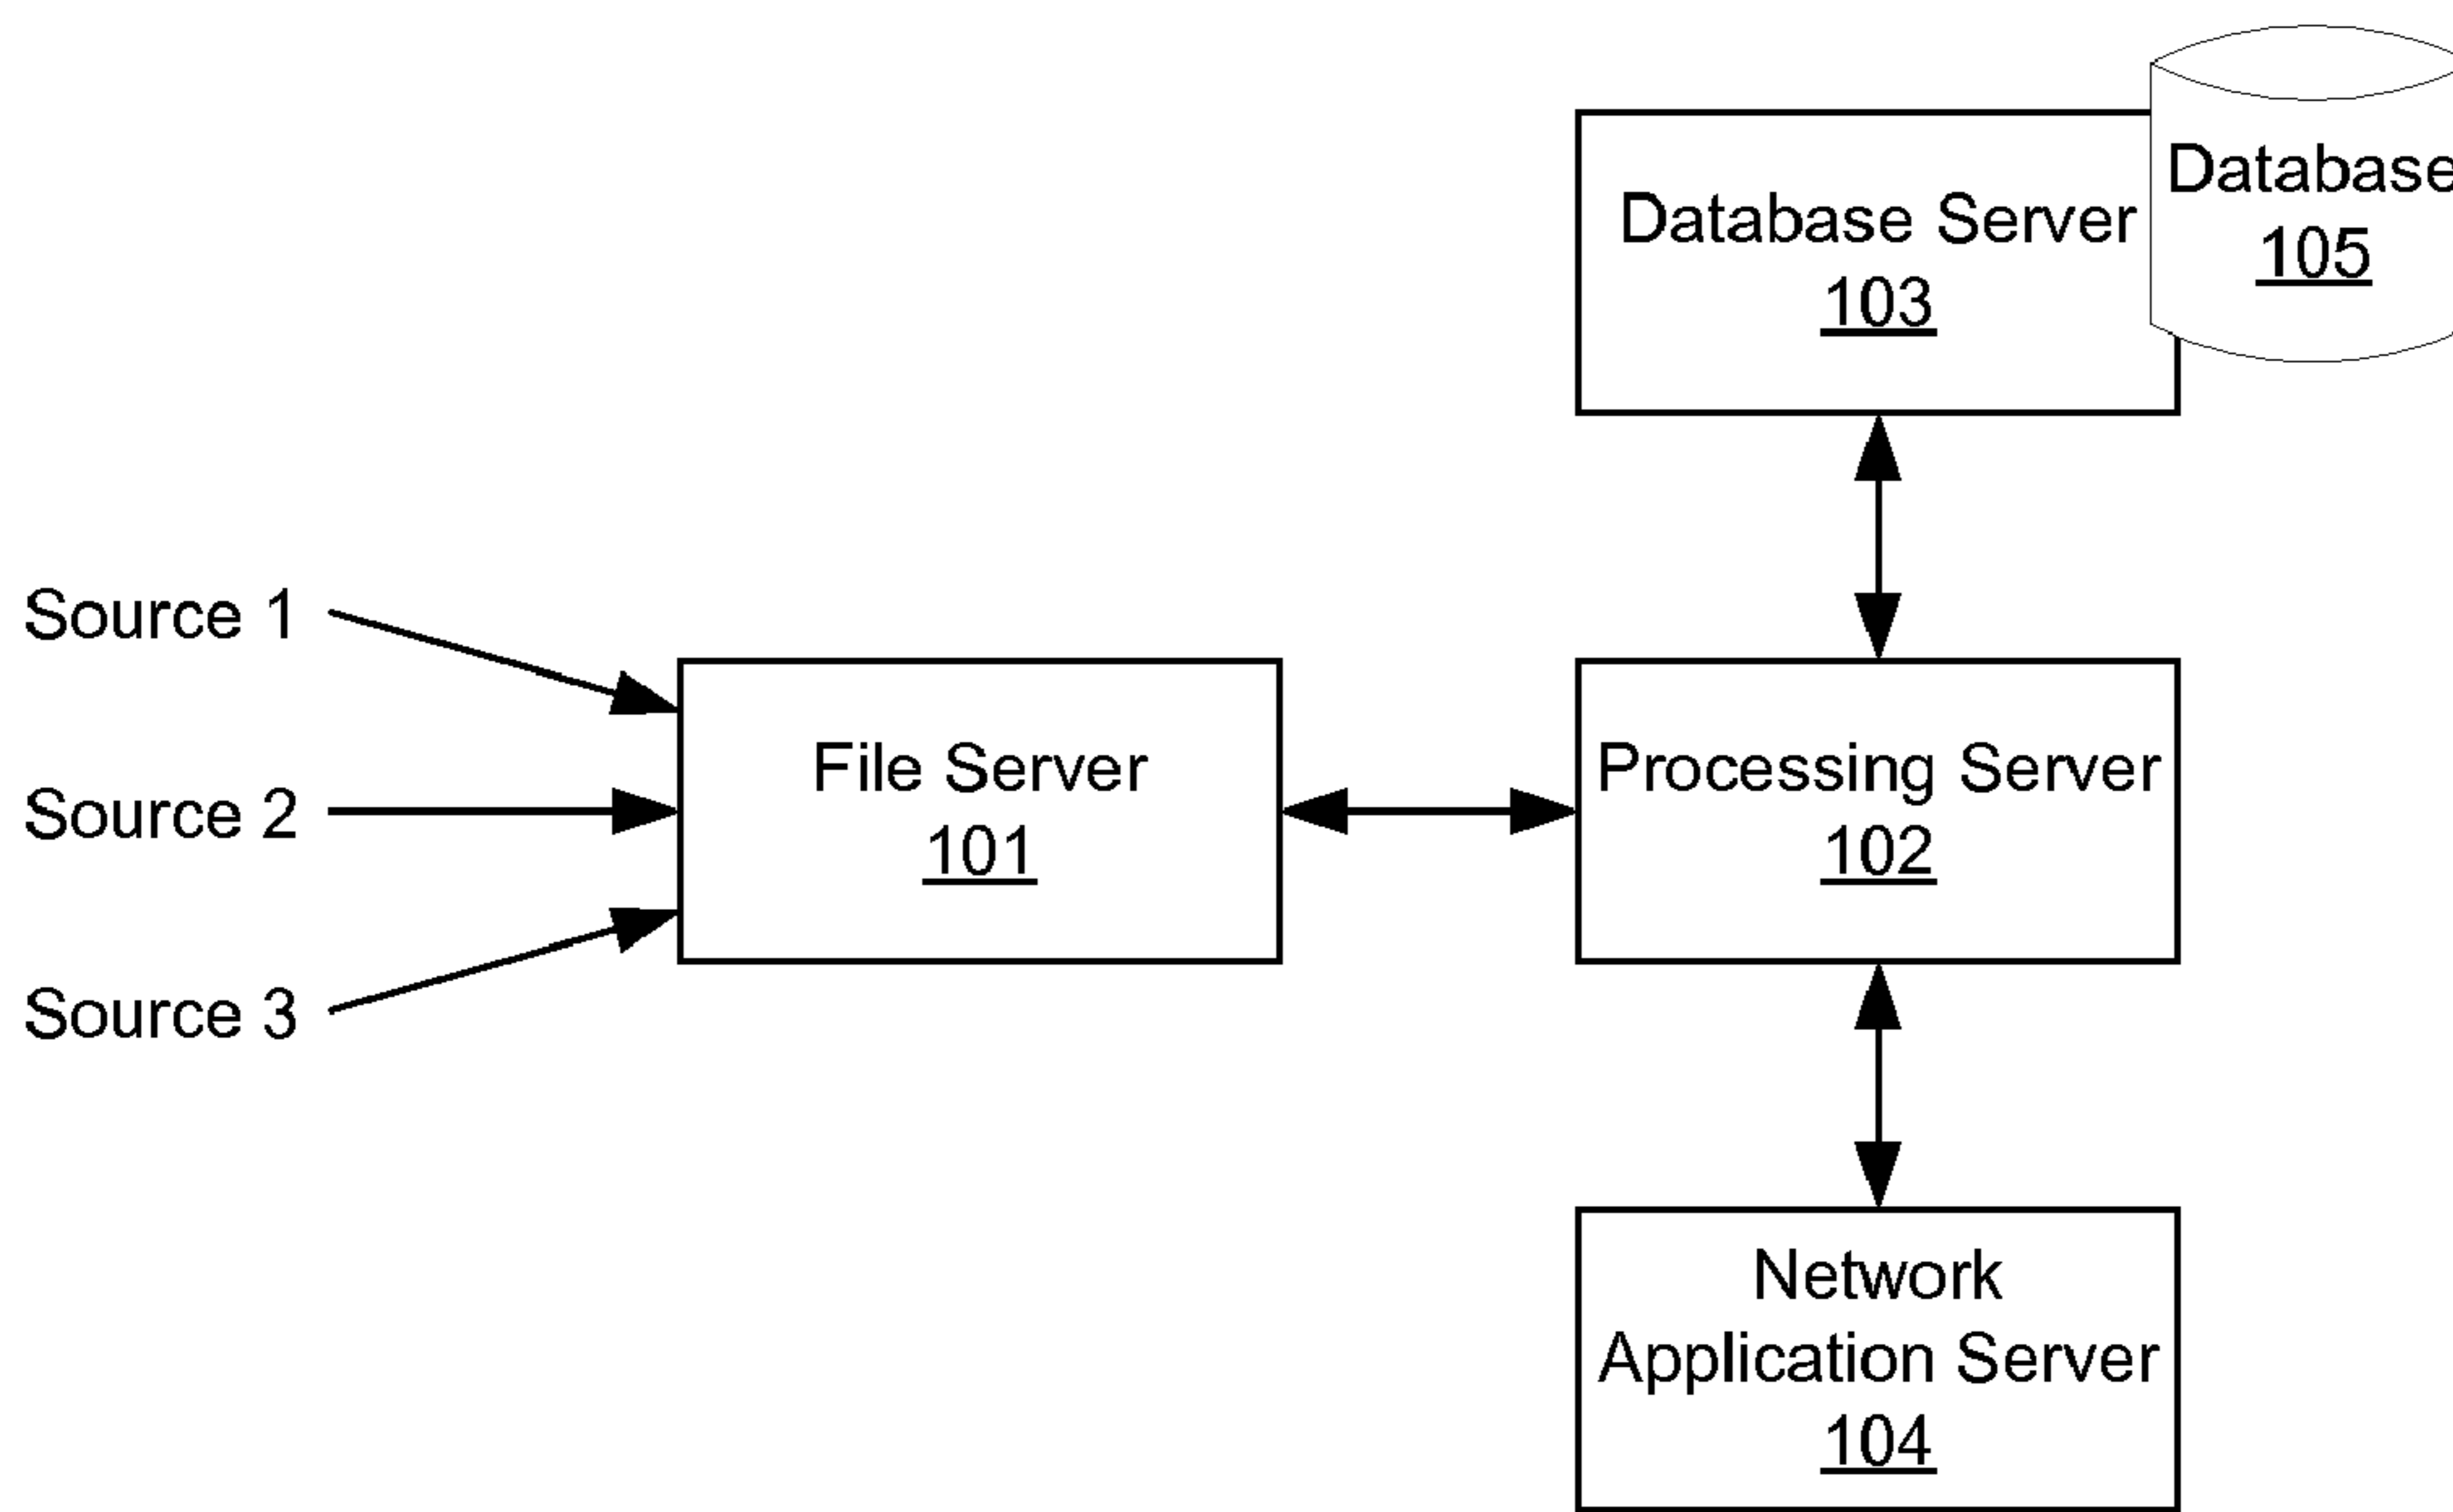 Database
105
Database Server
103
Source 1
Source 2
Source 3
File Server
101
Processing Server
102
Network
Application Server
104